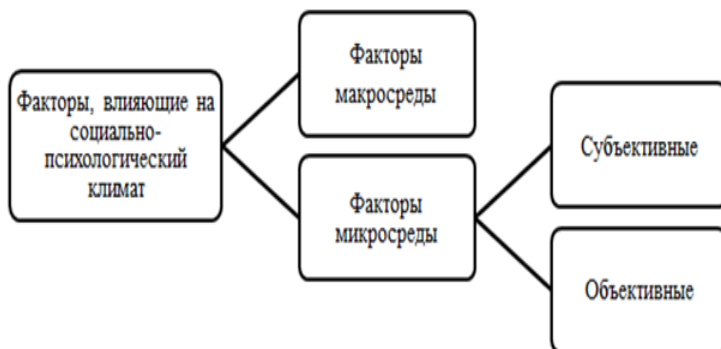 Факторы, влияющие на
социально-
психологический
климат
Факторы
макросреды
Факторы
микросреды
Субъективные
Объективные